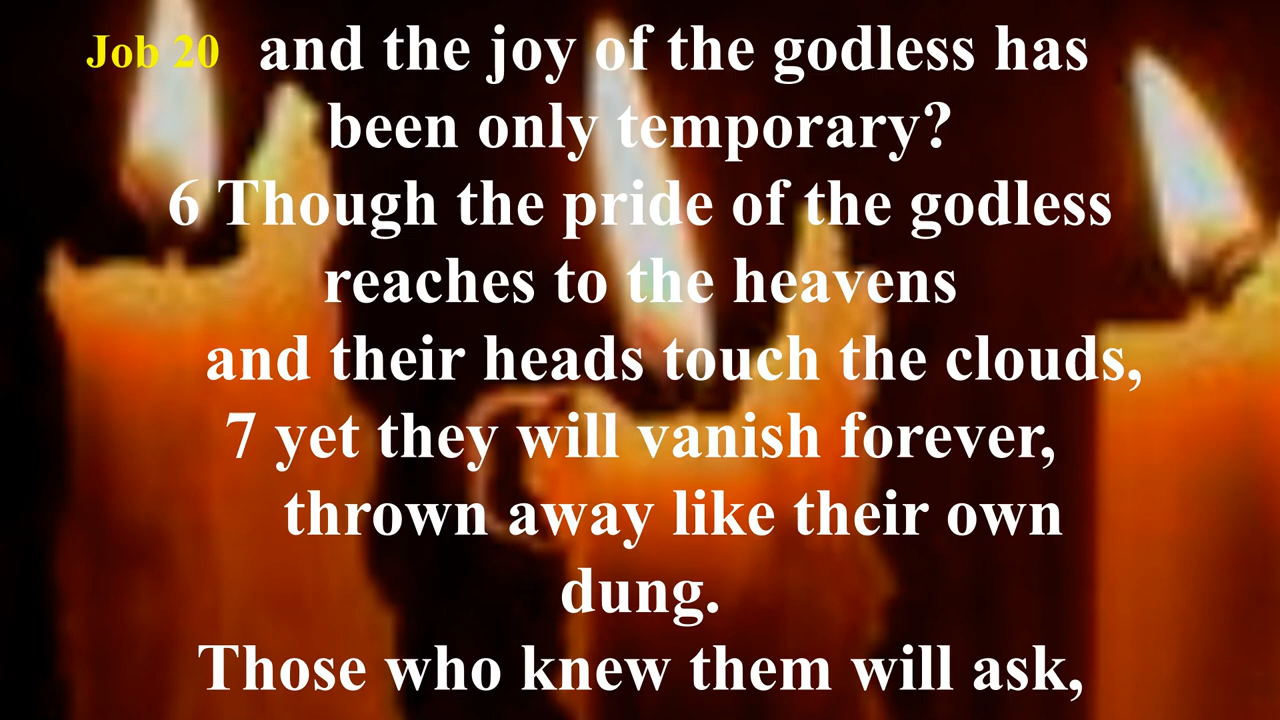 Job 20 and the joy of the godless has
been only temporary?
6 Though the pride of the godless
reaches to the heavens
and their heads touch the clouds,
7 yet they will vanish forever,
thrown away like their own
dung.
Those who knew them will ask,